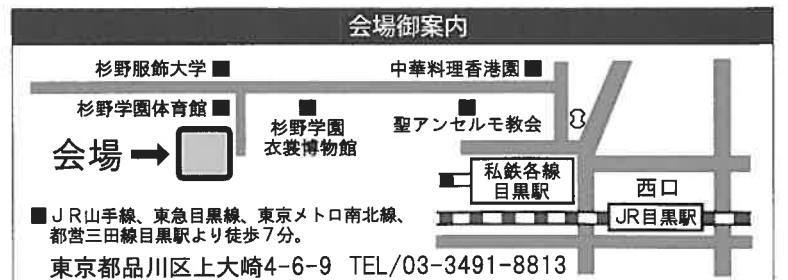 会場御案内
杉野服飾大学■
中華料理香港園■
杉野学園体育館■
杉野学園
衣裳博物館
聖アンセルモ教会
会場→
私鉄各線
目黒駅
西口
JR目黒駅
■JR山手線、東急目黒線、東京メトロ南北線、
都営三田線目黒駅より徒歩7分。
東京都品川区上大崎4-6-9 TEL/03-3491-8813